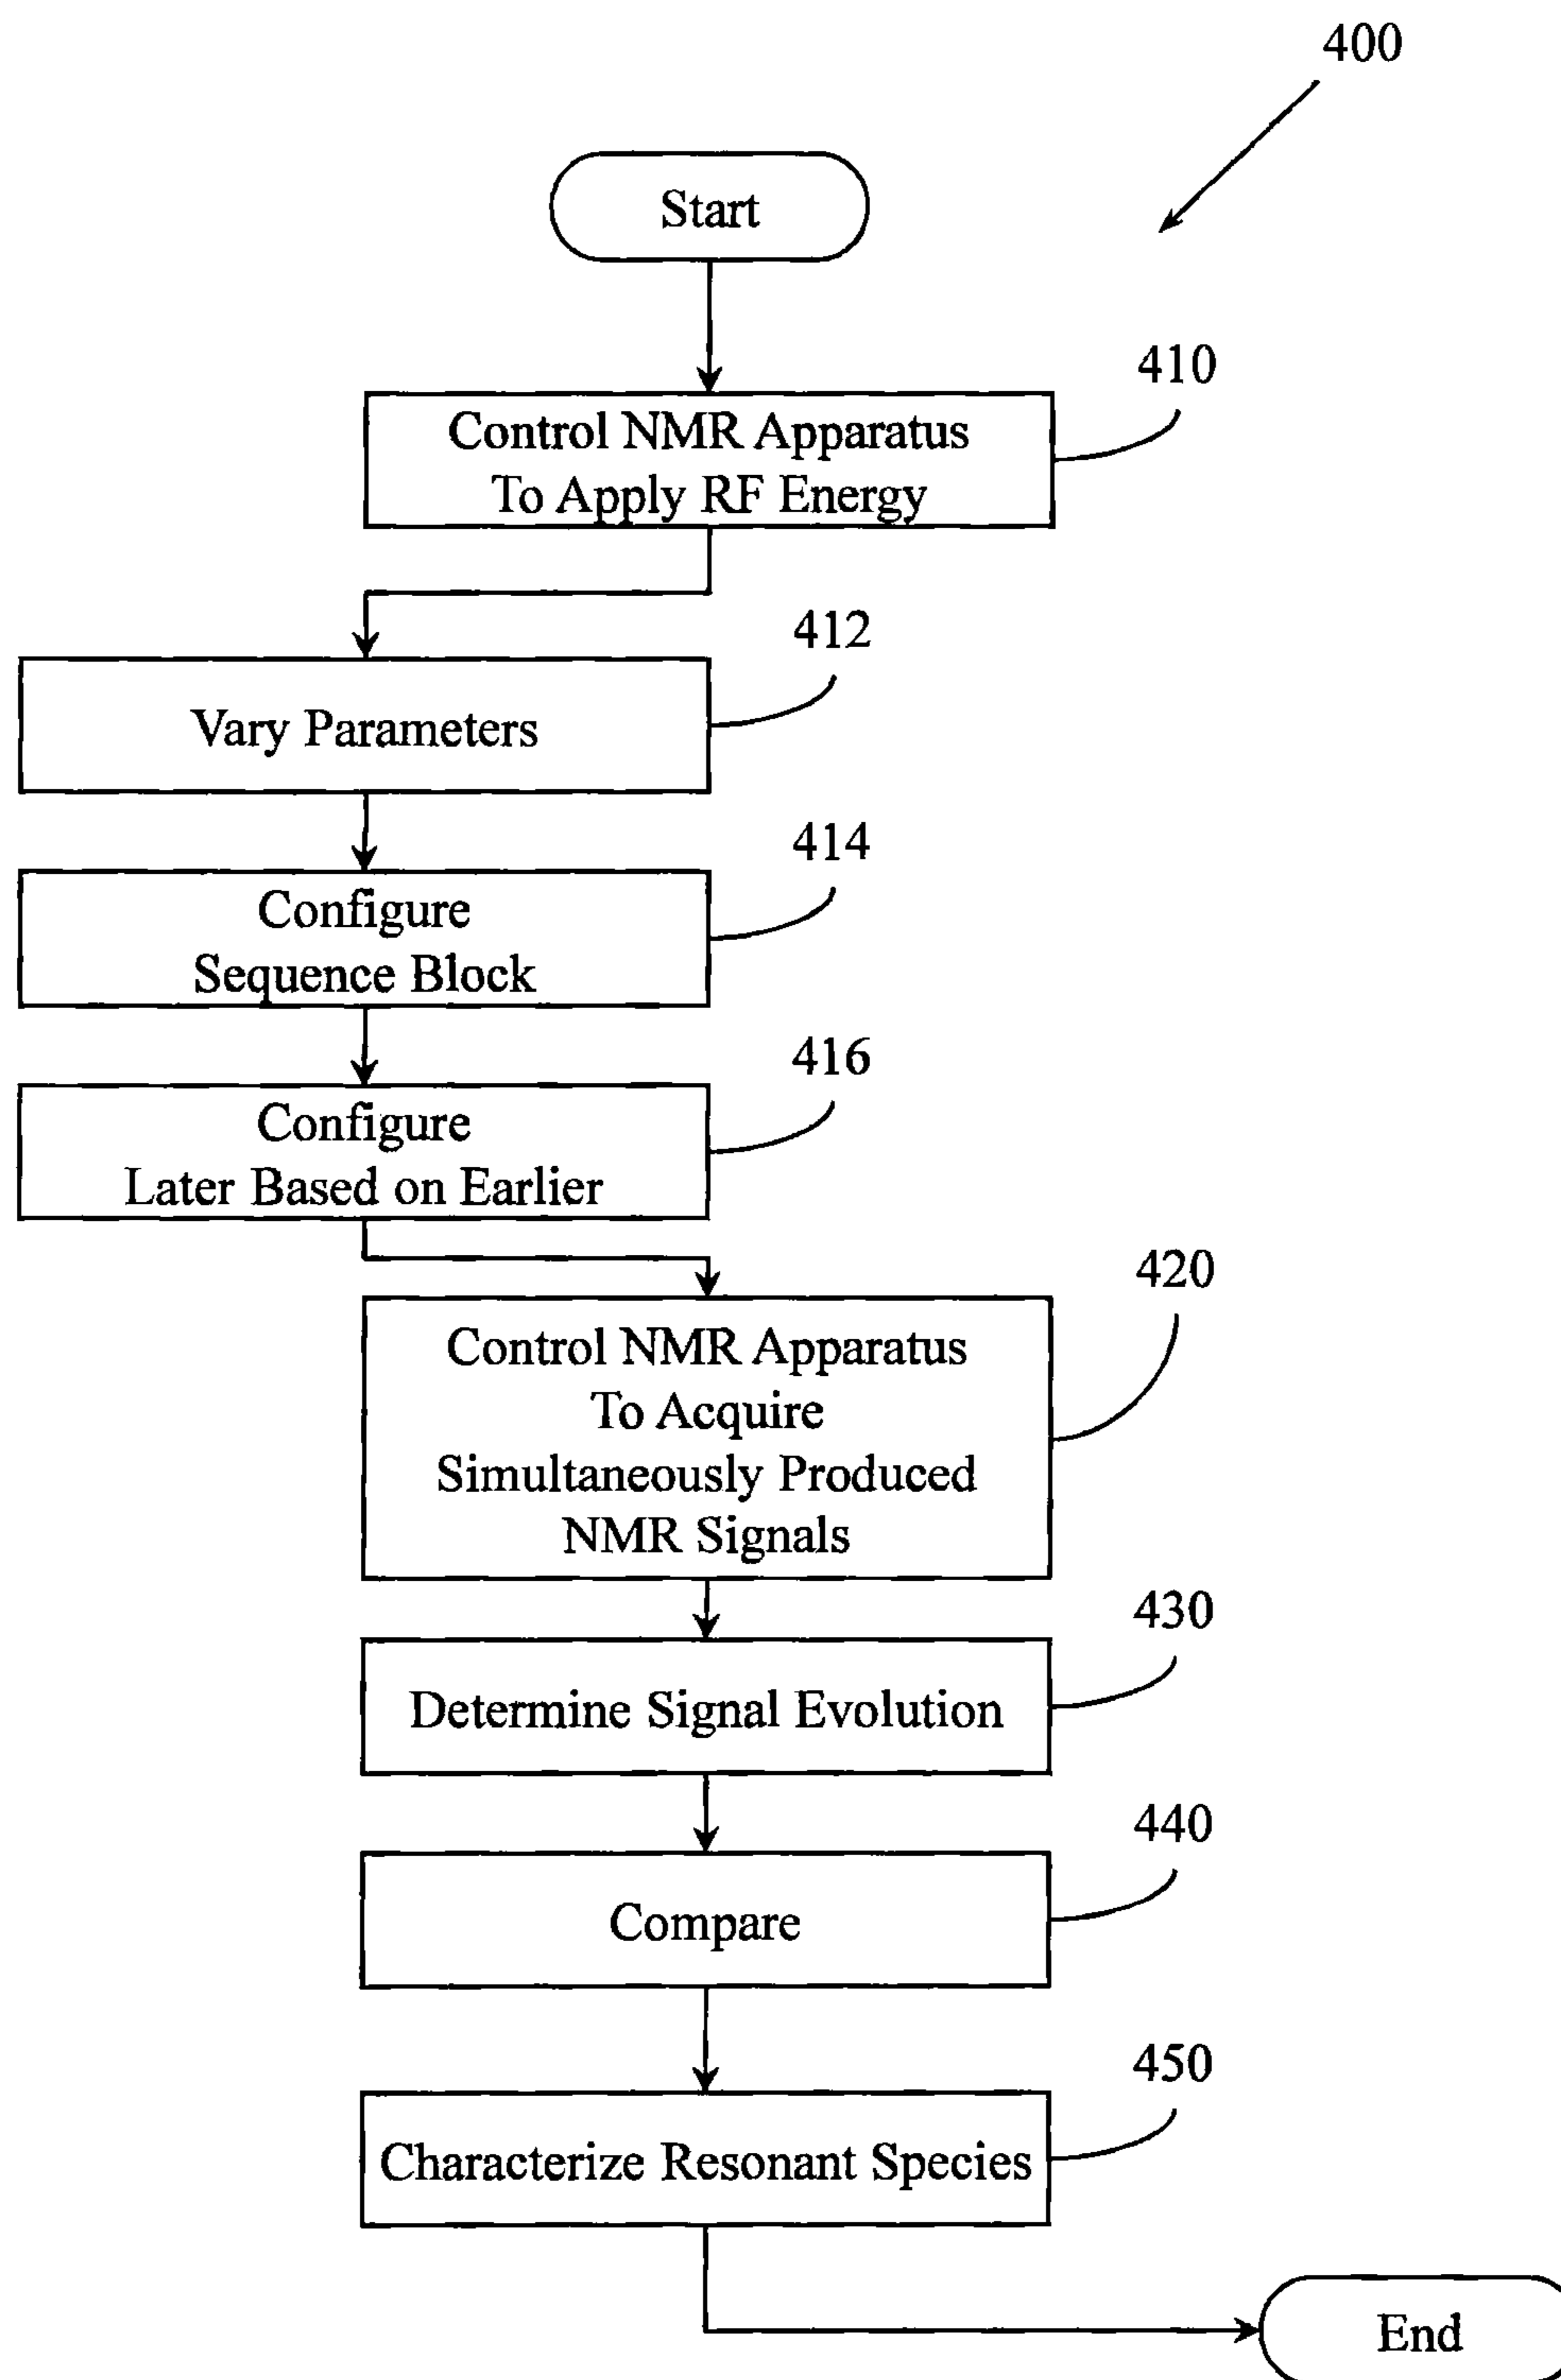 400
Start
410
Control NMR Apparatus
To Apply RF Energy
412
Vary Parameters
414
Configure
Sequence Block
416
Configure
Later Based on Earlier
420
Control NMR Apparatus
To Acquire
Simultaneously Produced
NMR Signals
430
Determine Signal Evolution
440
Compare
450
Characterize Resonant Species
End